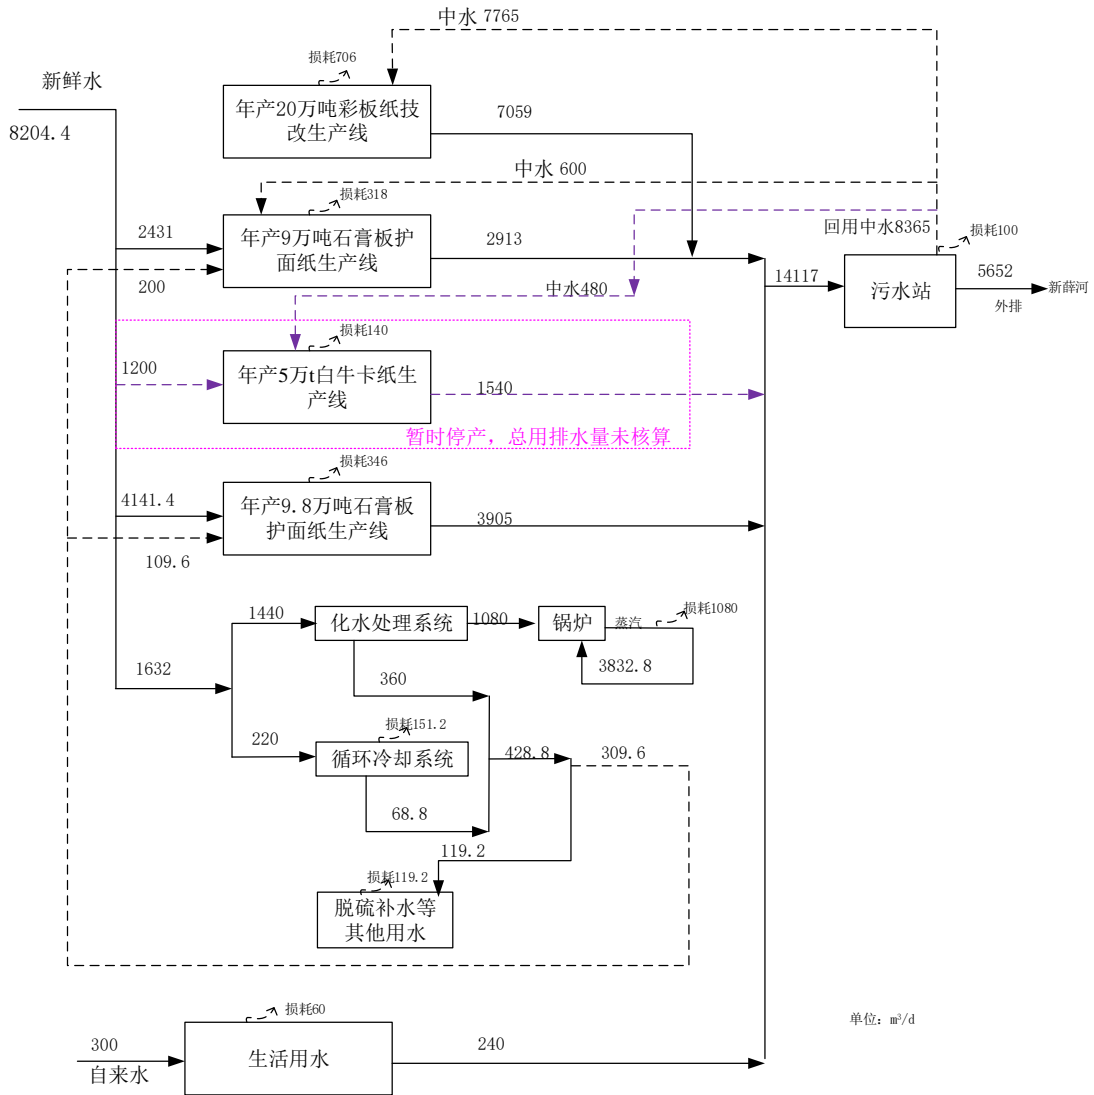 中水 7765
损耗706
新鲜水
8204.4
年产20万吨彩板纸技
改生产线
7059
中水 600
损耗318
2431
年产9万吨石膏板护
面纸生产线
2913
200
回用中水8365
损耗100
14117
污水站
5652
外排
新薛河
中水480
损耗140
1200
年产5万t白牛卡纸生
产线
1540
暂时停产，总用排水量未核算
损耗346
4141.4
年产9.8万吨石膏板
护面纸生产线
3905
109.6
1440
化水处理系统
1080
锅炉
蒸汽
损耗1080
3832.8
1632
360
220
损耗151.2
循环冷却系统
428.8
309.6
68.8
119.2
损耗119.2
脱硫补水等
其他用水
损耗60
300
自来水
生活用水
240
单位：m³/d